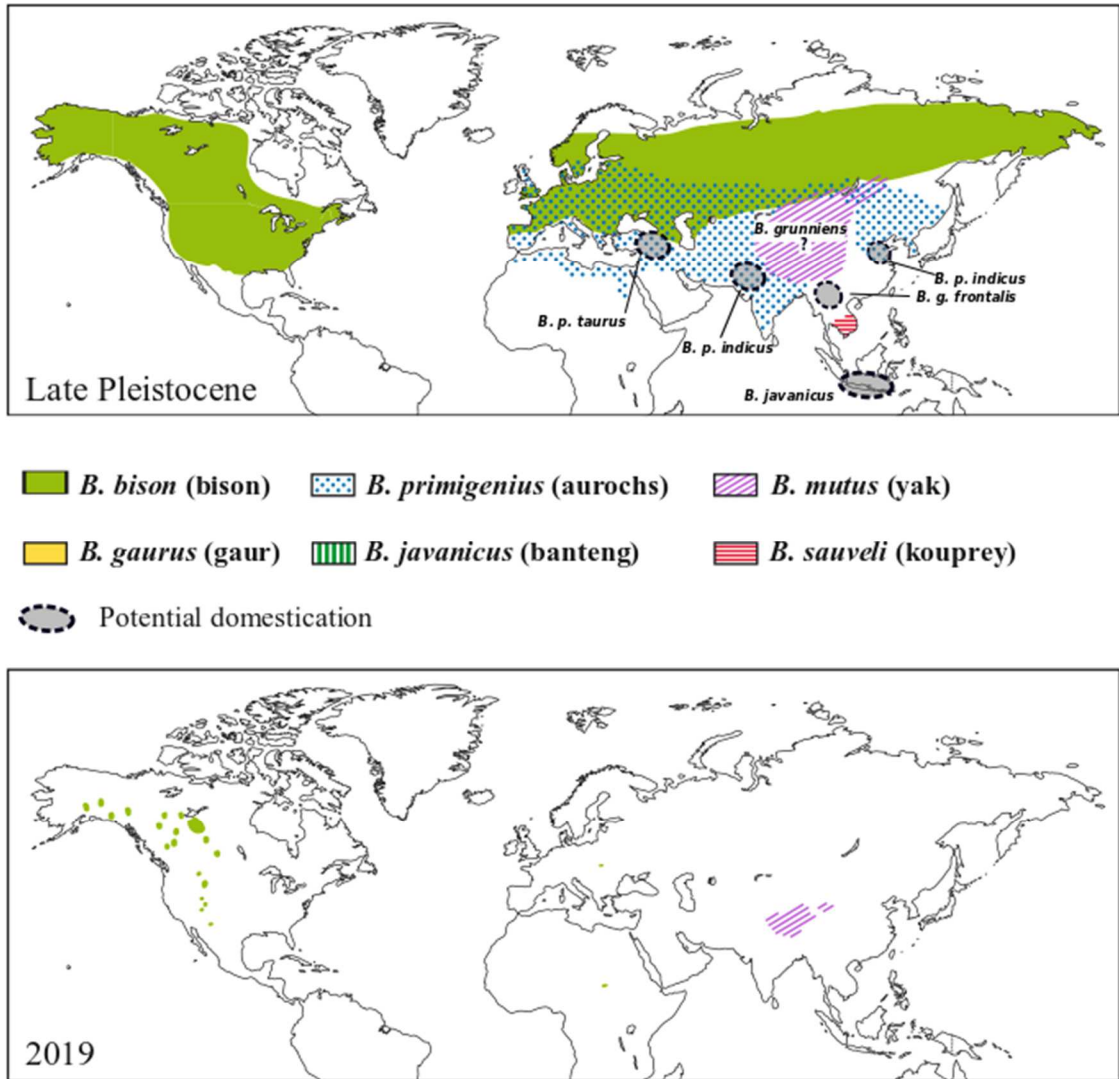 B. grunniens
?
B. p. indicus
B. g. frontalis
B. p. taurus
B. p. indicus
Late Pleistocene
B. javanicus
B. bison (bison)
B. primigenius (aurochs)
B. mutus (yak)
B. gaurus (gaur)
B. javanicus (banteng)
B. sauveli (kouprey)
Potential domestication
2019